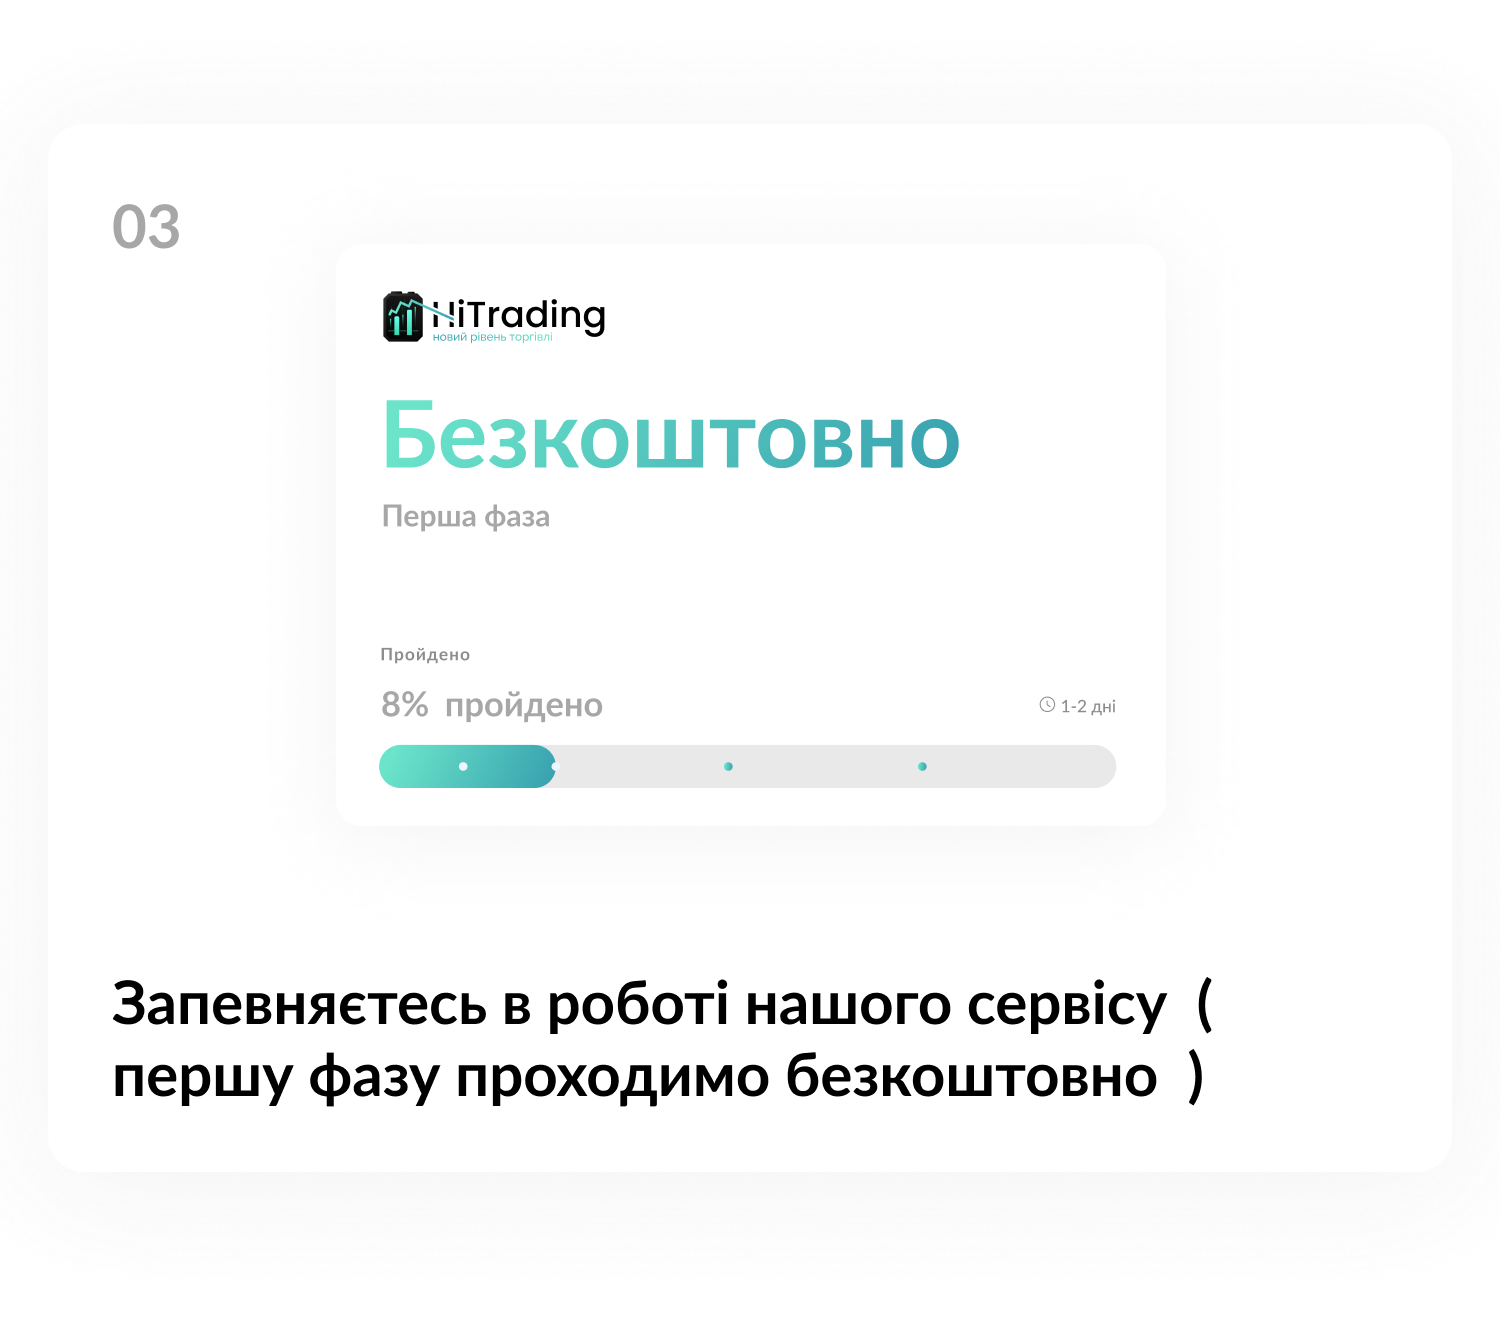 03
HiTrading
новий рівень торгівлі
Безкоштовно
Перша фаза
Пройдено
8% пройдено
1-2 дні
Запевняєтесь в роботі нашого сервісу (
першу фазу проходимо безкоштовно )